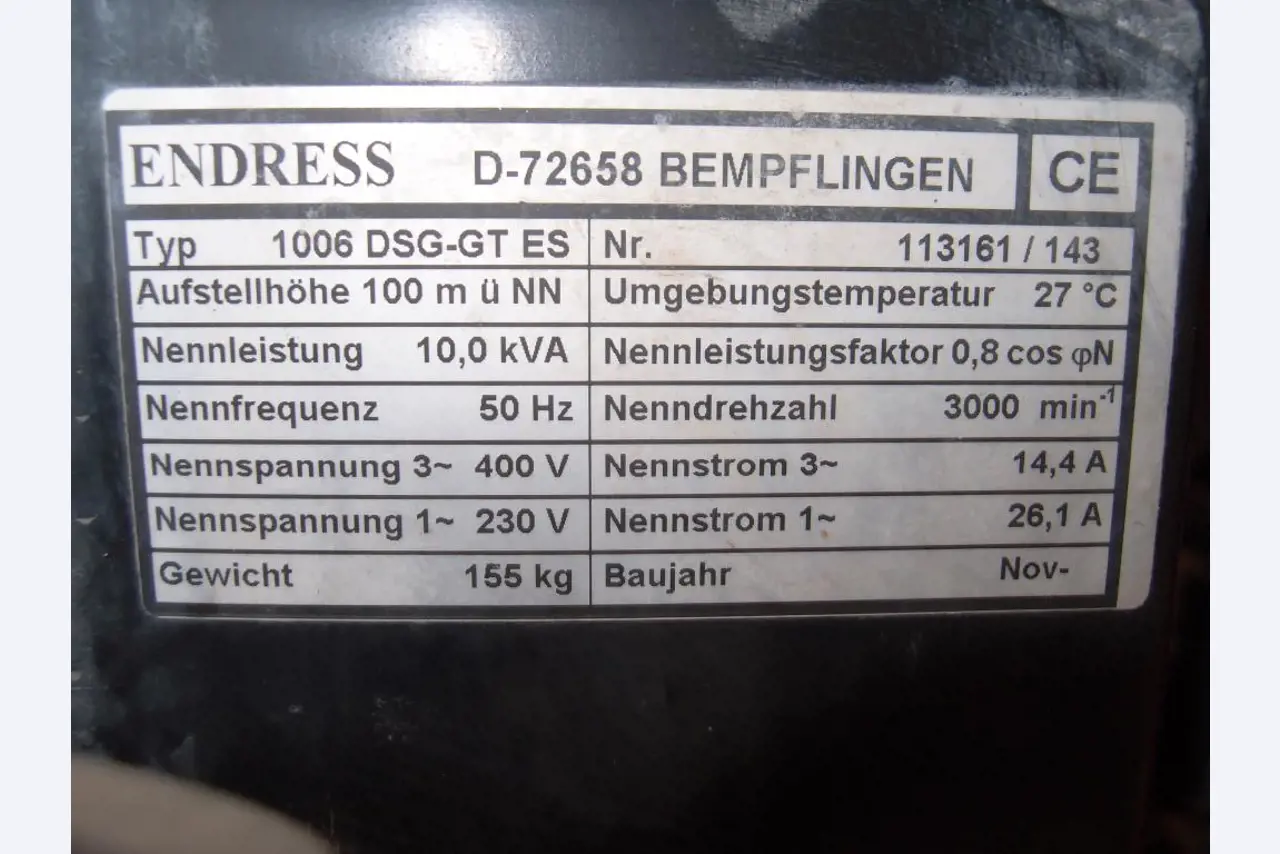 ENDRESS D-72658 BEMPFLINGEN CE
Typ 1006 DSG-GT ES Nr. 113161 / 143
Aufstellhöhe 100 m ü NN Umgebungstemperatur 27 °C
Nennleistung 10,0 kVA Nennleistungsfaktor 0,8 cos φN
Nennfrequenz 50 Hz Nenndrehzahl 3000 min⁻¹
Nennspannung 3~ 400 V Nennstrom 3~ 14,4 A
Nennspannung 1~ 230 V Nennstrom 1~ 26,1 A
Gewicht 155 kg Baujahr Nov-